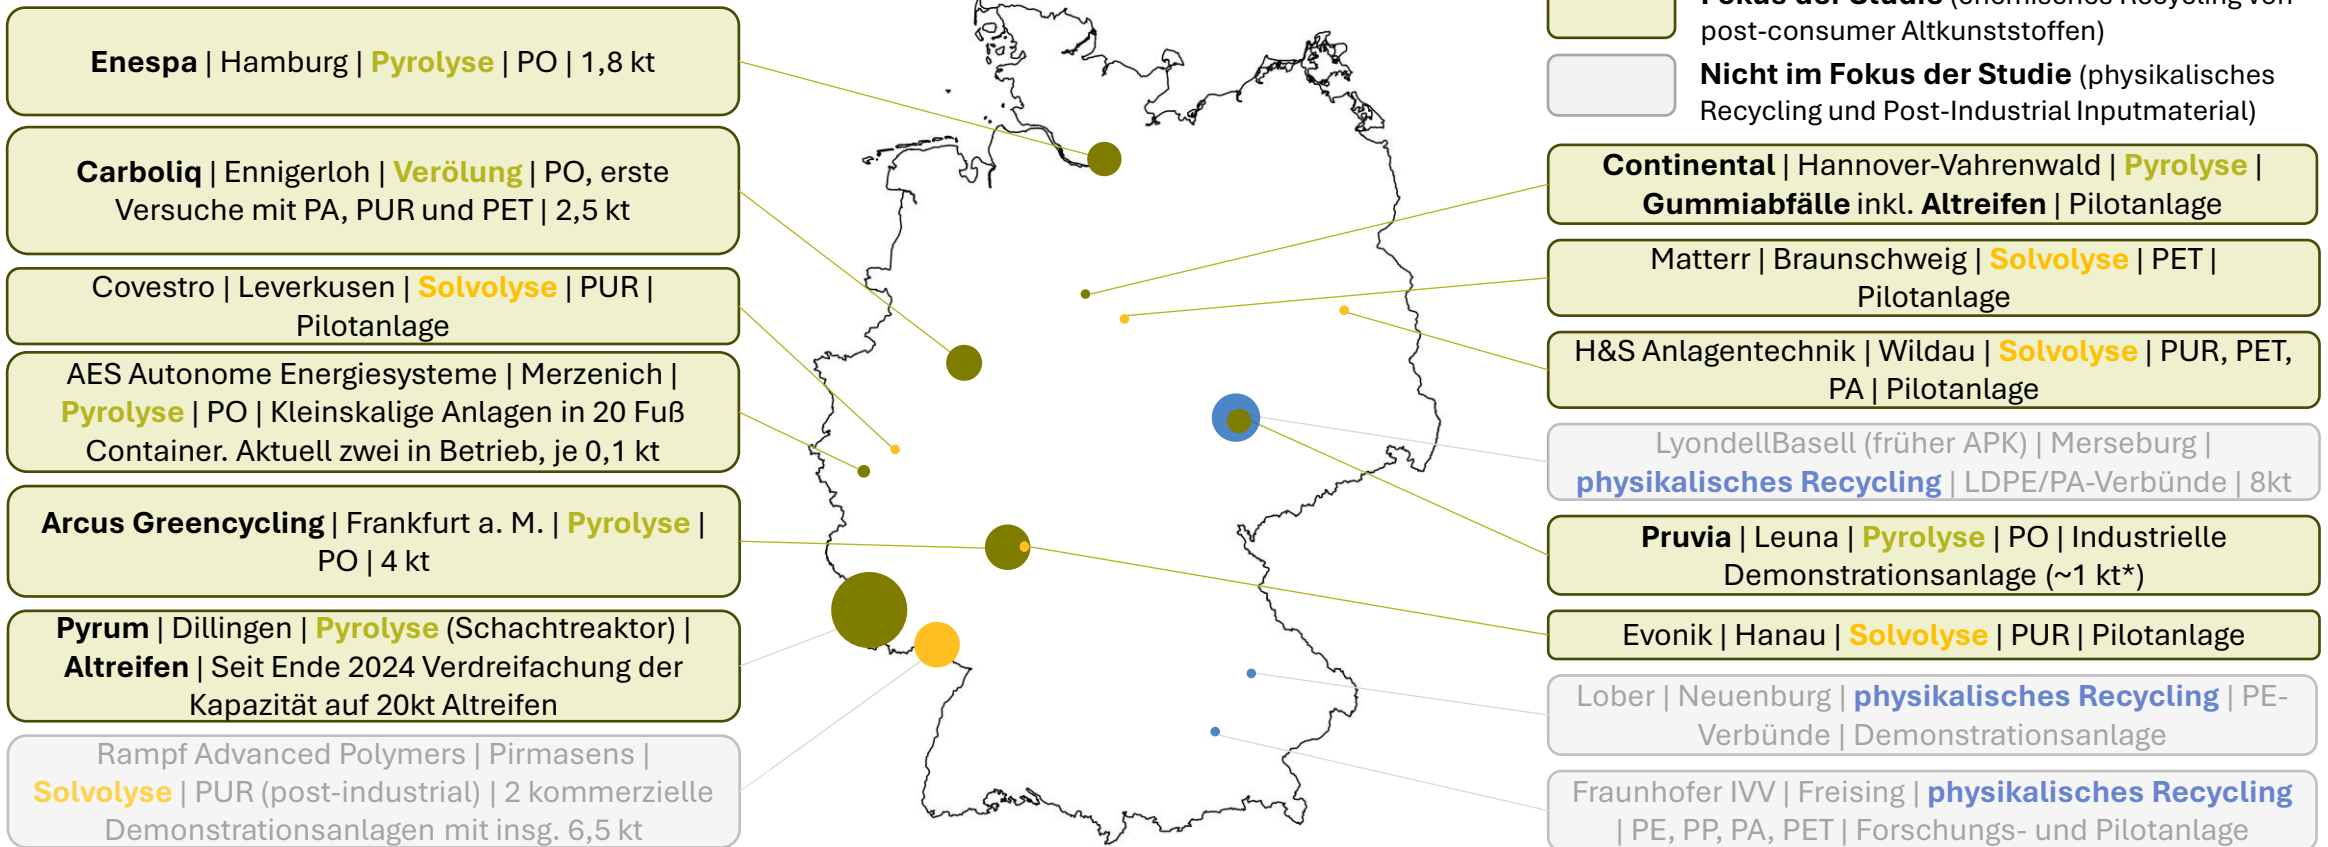 Enespa | Hamburg | Pyrolyse | PO | 1,8 kt
Carboliq | Ennigerloh | Verölung | PO, erste
Versuche mit PA, PUR und PET | 2,5 kt
Covestro | Leverkusen | Solvolyse | PUR |
Pilotanlage
AES Autonome Energiesysteme | Merzenich |
Pyrolyse | PO | Kleinskalige Anlagen in 20 Fuß
Container. Aktuell zwei in Betrieb, je 0,1 kt
Arcus Greencycling | Frankfurt a. M. | Pyrolyse |
PO | 4 kt
Pyrum | Dillingen | Pyrolyse (Schachtreaktor) |
Altreifen | Seit Ende 2024 Verdreifachung der
Kapazität auf 20kt Altreifen
Rampf Advanced Polymers | Pirmasens |
Solvolyse | PUR (post-industrial) | 2 kommerzielle
Demonstrationsanlagen mit insg. 6,5 kt
Fokus der Studie (chemisches Recycling von
post-consumer Altkunststoffen)
Nicht im Fokus der Studie (physikalisches
Recycling und Post-Industrial Inputmaterial)
Continental | Hannover-Vahrenwald | Pyrolyse |
Gummiabfälle inkl. Altreifen | Pilotanlage
Matterr | Braunschweig | Solvolyse | PET |
Pilotanlage
H&S Anlagentechnik | Wildau | Solvolyse | PUR, PET,
PA | Pilotanlage
LyondellBasell (früher APK) | Merseburg |
physikalisches Recycling | LDPE/PA-Verbünde | 8kt
Pruvia | Leuna | Pyrolyse | PO | Industrielle
Demonstrationsanlage (~1 kt*)
Evonik | Hanau | Solvolyse | PUR | Pilotanlage
Lober | Neuenburg | physikalisches Recycling | PE-
Verbünde | Demonstrationsanlage
Fraunhofer IVV | Freising | physikalisches Recycling
| PE, PP, PA, PET | Forschungs- und Pilotanlage